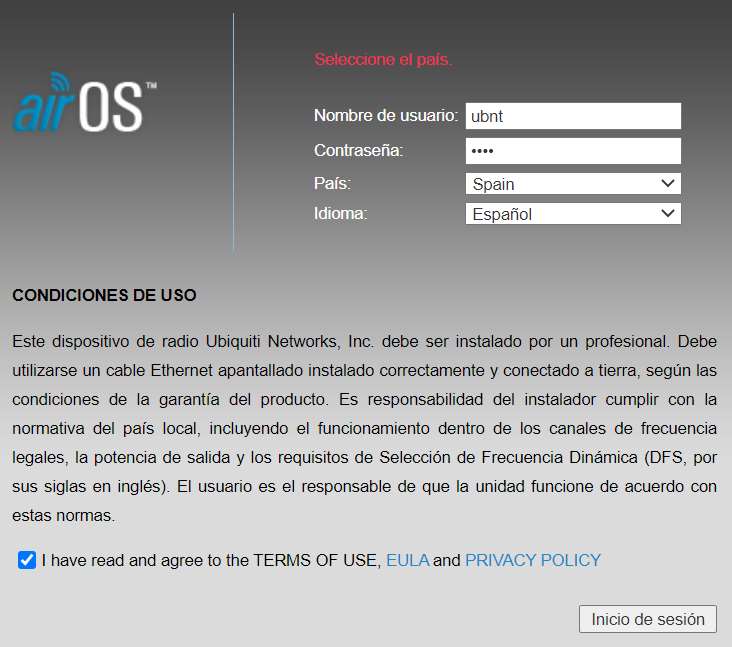 airOS™
Seleccione el país.
Nombre de usuario: ubnt
Contraseña: ••••
País: Spain
Idioma: Español
CONDICIONES DE USO
Este dispositivo de radio Ubiquiti Networks, Inc. debe ser instalado por un profesional. Debe
utilizarse un cable Ethernet apantallado instalado correctamente y conectado a tierra, según las
condiciones de la garantía del producto. Es responsabilidad del instalador cumplir con la
normativa del país local, incluyendo el funcionamiento dentro de los canales de frecuencia
legales, la potencia de salida y los requisitos de Selección de Frecuencia Dinámica (DFS, por
sus siglas en inglés). El usuario es el responsable de que la unidad funcione de acuerdo con
estas normas.
I have read and agree to the TERMS OF USE, EULA and PRIVACY POLICY
Inicio de sesión